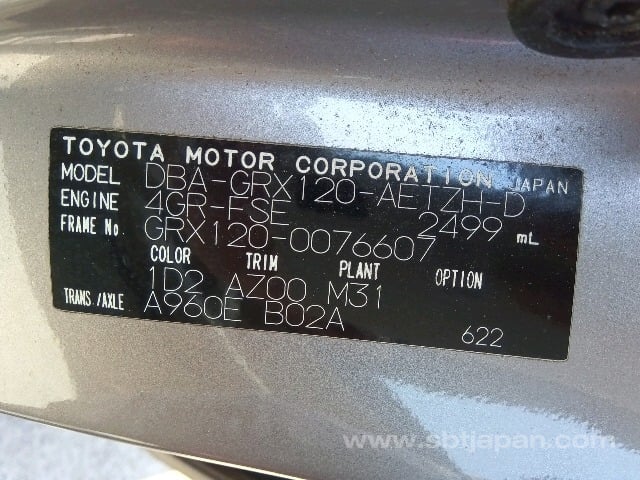 TOYOTA MOTOR CORPORATION JAPAN
MODEL DBA-GRX120-AETZH-D
ENGINE 4GR-FSE 2499 mL
FRAME No GRX120-0076607
COLOR TRIM PLANT OPTION
1D2 AZ00 M31
TRANS./AXLE A960E B02A
622
www.sbtjapan.com